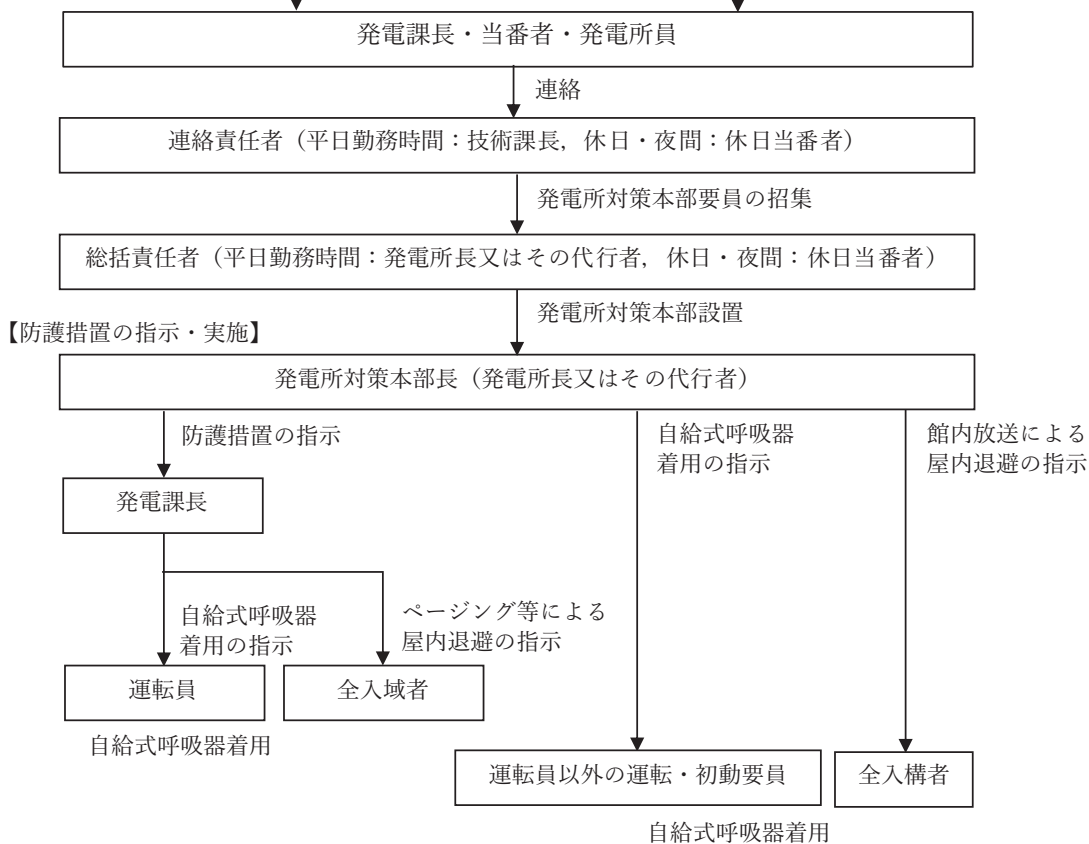 発電課長・当番者・発電所員
連絡
連絡責任者（平日勤務時間：技術課長，休日・夜間：休日当番者）
発電所対策本部要員の招集
総括責任者（平日勤務時間：発電所長又はその代行者，休日・夜間：休日当番者）
発電所対策本部設置
【防護措置の指示・実施】
発電所対策本部長（発電所長又はその代行者）
防護措置の指示
自給式呼吸器
着用の指示
館内放送による
屋内退避の指示
発電課長
自給式呼吸器
着用の指示
ページング等による
屋内退避の指示
運転員
全入域者
自給式呼吸器着用
運転員以外の運転・初動要員
全入構者
自給式呼吸器着用